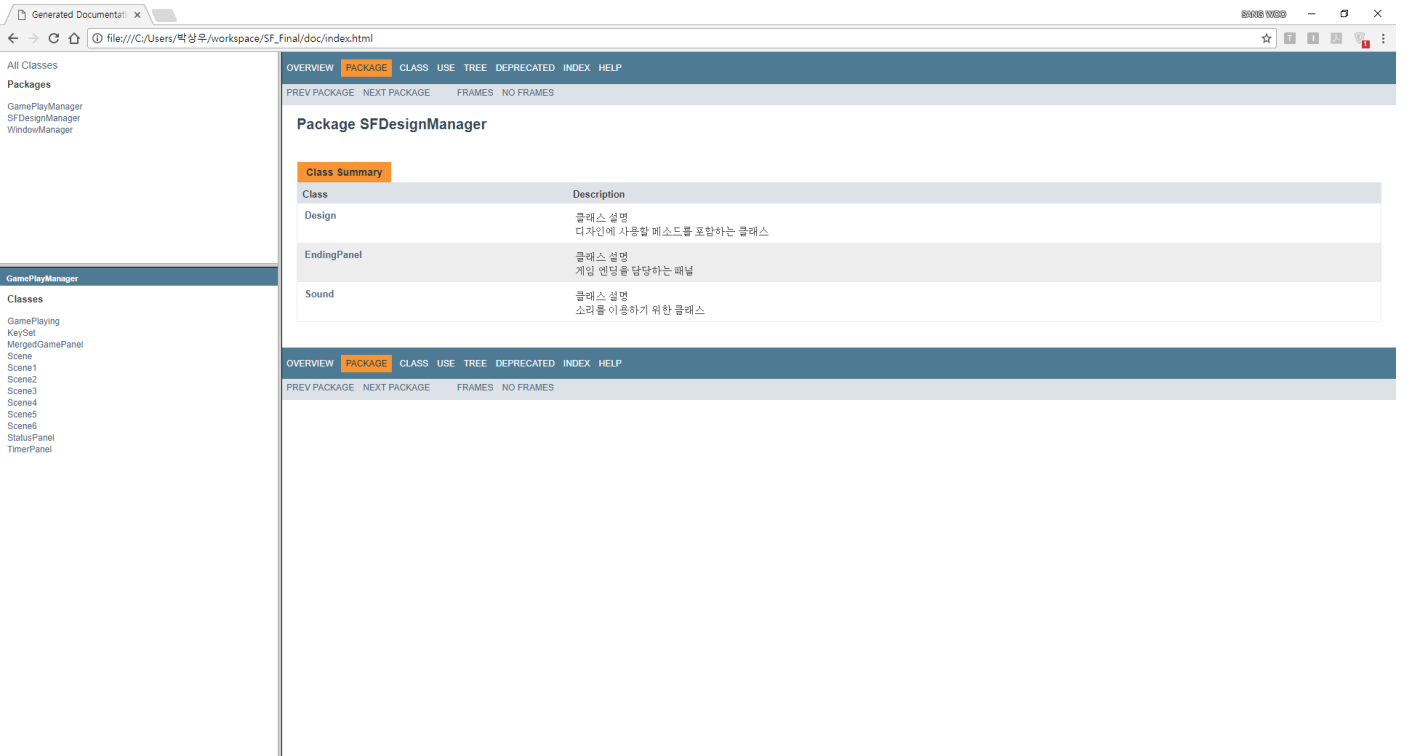 Generated Documentati
SANG WOO
file:///C:/Users/박상우/workspace/SF_Final/doc/index.html
All Classes
Packages
GamePlayManager
SFDesignManager
WindowManager
GamePlayManager
Classes
GamePlaying
KeySet
MergedGamePanel
Scene
Scene1
Scene2
Scene3
Scene4
Scene5
Scene6
StatusPanel
TimerPanel
OVERVIEW PACKAGE CLASS USE TREE DEPRECATED INDEX HELP
PREV PACKAGE NEXT PACKAGE FRAMES NO FRAMES
Package SFDesignManager
Class Summary
Class Description
Design 클래스 설명
디자인에 사용할 메소드를 포함하는 클래스
EndingPanel 클래스 설명
게임 엔딩을 담당하는 패널
Sound 클래스 설명
소리를 이용하기 위한 클래스
OVERVIEW PACKAGE CLASS USE TREE DEPRECATED INDEX HELP
PREV PACKAGE NEXT PACKAGE FRAMES NO FRAMES